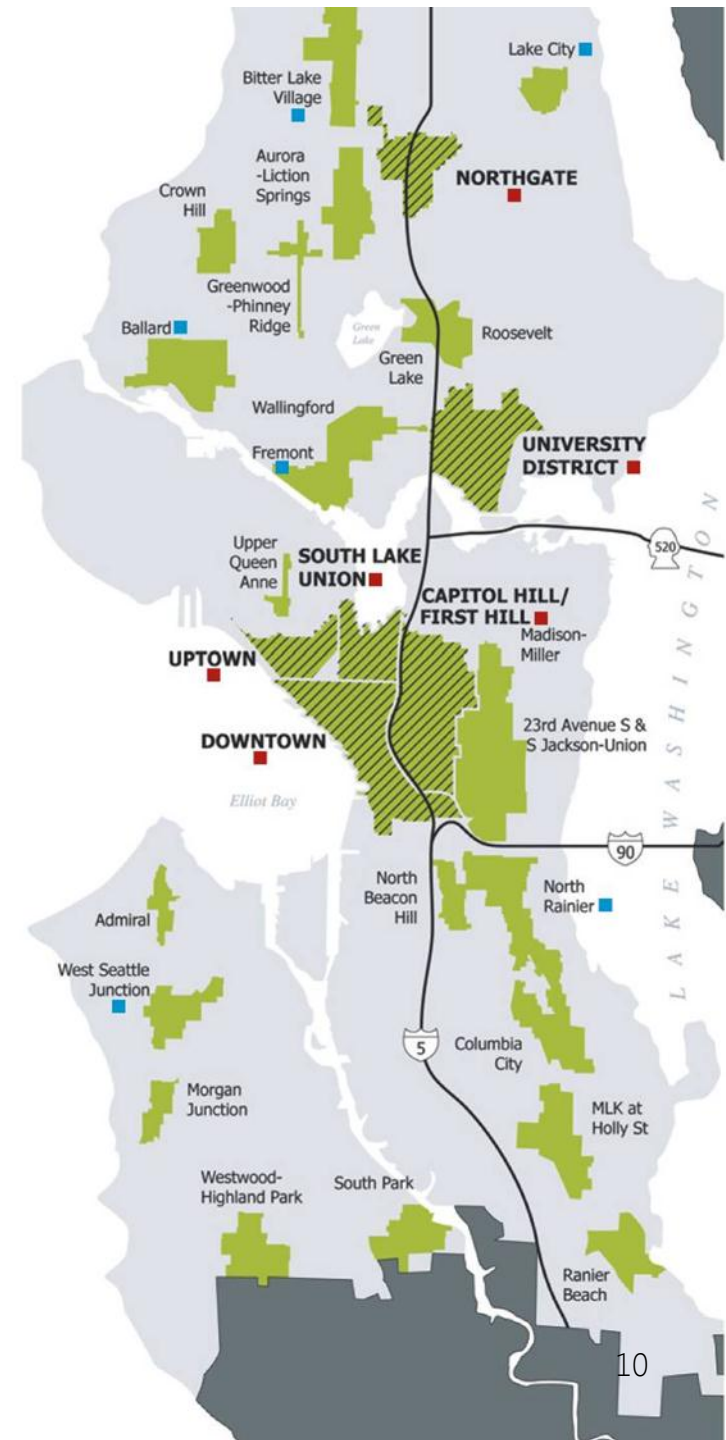 Lake City
Bitter Lake
Village
Aurora
-Liction
Springs
NORTHGATE
Crown
Hill
Greenwood
-Phinney
Ridge
Ballard
Green
Lake
Roosevelt
Green
Lake
Wallingford
Fremont
UNIVERSITY
DISTRICT
520
Upper
Queen
Anne
SOUTH LAKE
UNION
CAPITOL HILL/
FIRST HILL
Madison-
Miller
UPTOWN
23rd Avenue S &
S Jackson-Union
DOWNTOWN
Elliot Bay
LAKE WASHINGTON
90
North
Beacon
Hill
North
Rainier
Admiral
West Seattle
Junction
5
Columbia
City
Morgan
Junction
MLK at
Holly St
Westwood-
Highland Park
South Park
Ranier
Beach
10